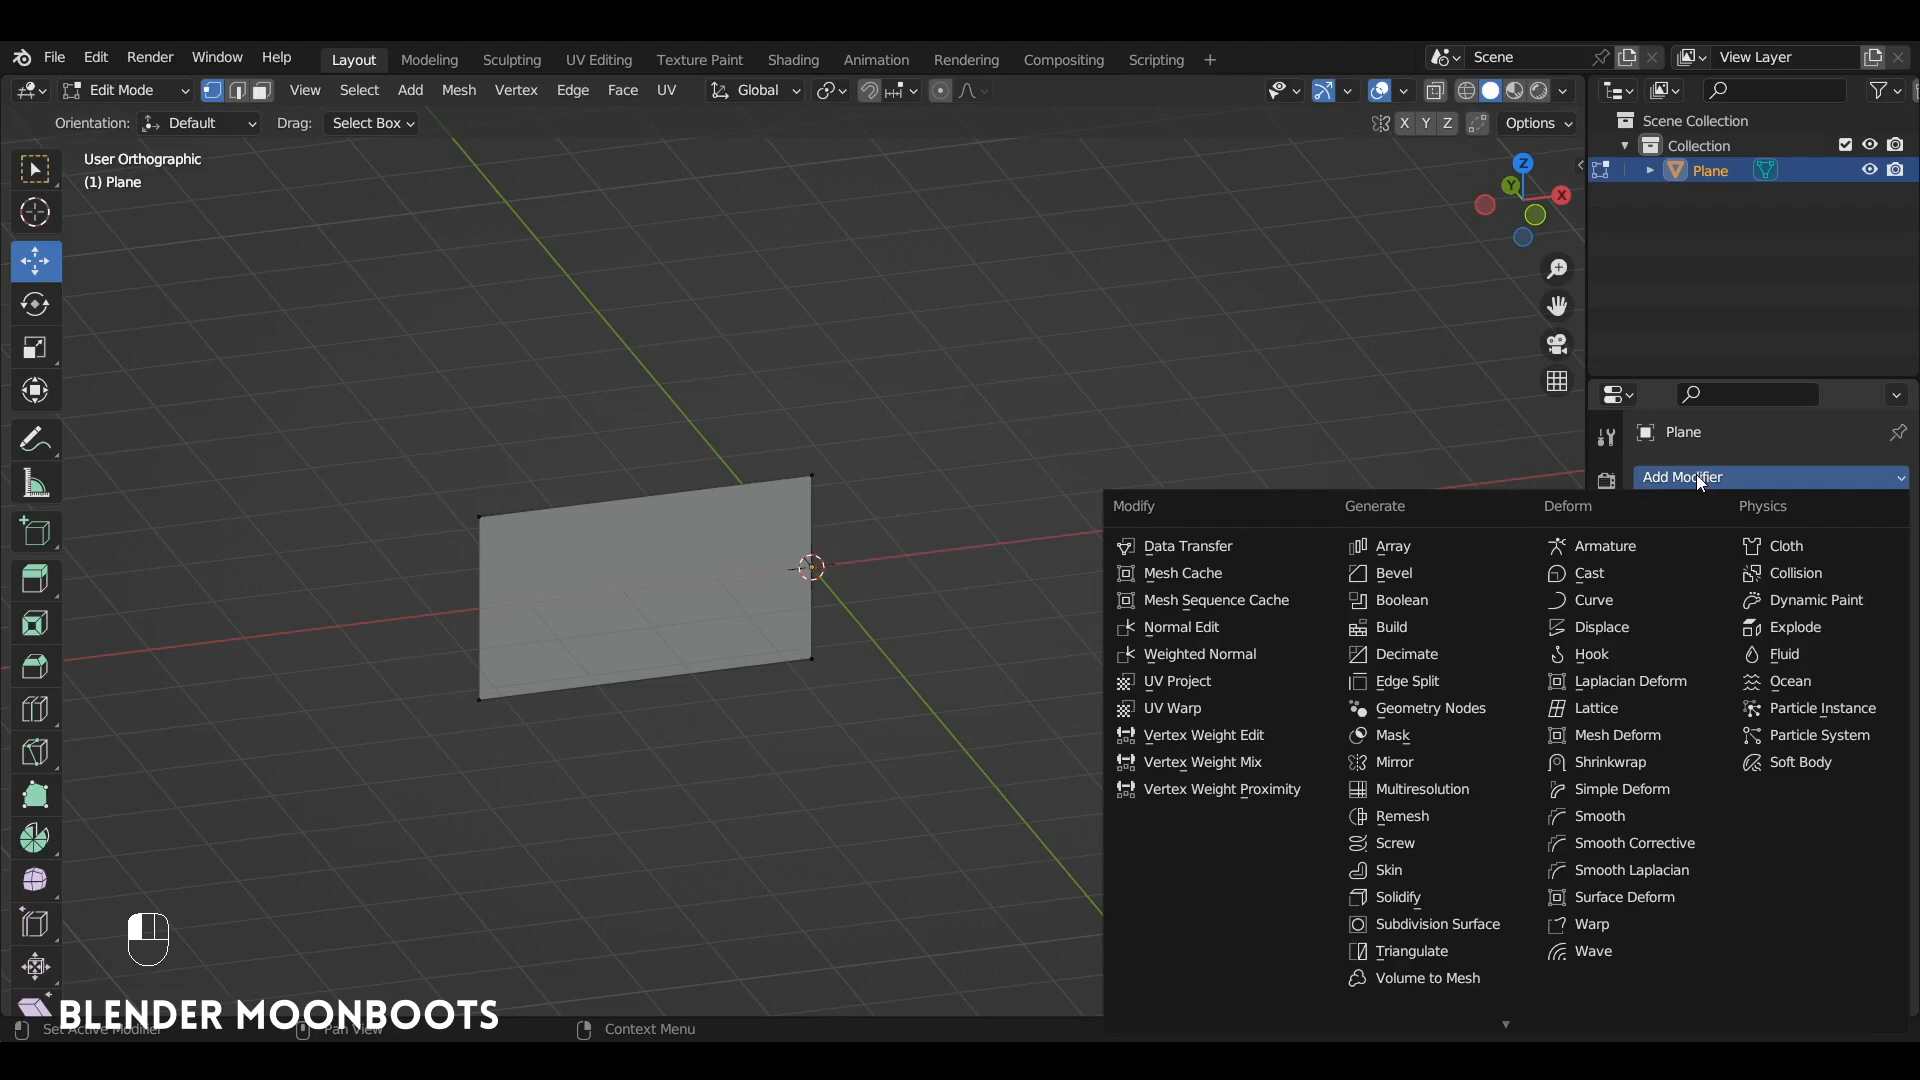 File Edit Render Window Help Layout Modeling Sculpting UV Editing Texture Paint Shading Animation Rendering Compositing Scripting + Scene View Layer
Edit Mode View Select Add Mesh Vertex Edge Face UV Global
Orientation: Default Drag: Select Box X Y Z Options
User Orthographic
(1) Plane
Z
Y
X
Scene Collection
Collection
Plane
Plane
Add Modifier
Modify
Data Transfer
Mesh Cache
Mesh Sequence Cache
Normal Edit
Weighted Normal
UV Project
UV Warp
Vertex Weight Edit
Vertex Weight Mix
Vertex Weight Proximity
Generate
Array
Bevel
Boolean
Build
Decimate
Edge Split
Geometry Nodes
Mask
Mirror
Multiresolution
Remesh
Screw
Skin
Solidify
Subdivision Surface
Triangulate
Volume to Mesh
Deform
Armature
Cast
Curve
Displace
Hook
Laplacian Deform
Lattice
Mesh Deform
Shrinkwrap
Simple Deform
Smooth
Smooth Corrective
Smooth Laplacian
Surface Deform
Warp
Wave
Physics
Cloth
Collision
Dynamic Paint
Explode
Fluid
Ocean
Particle Instance
Particle System
Soft Body
BLENDER MOONBOOTS
Set Active Modifier Pan View Context Menu